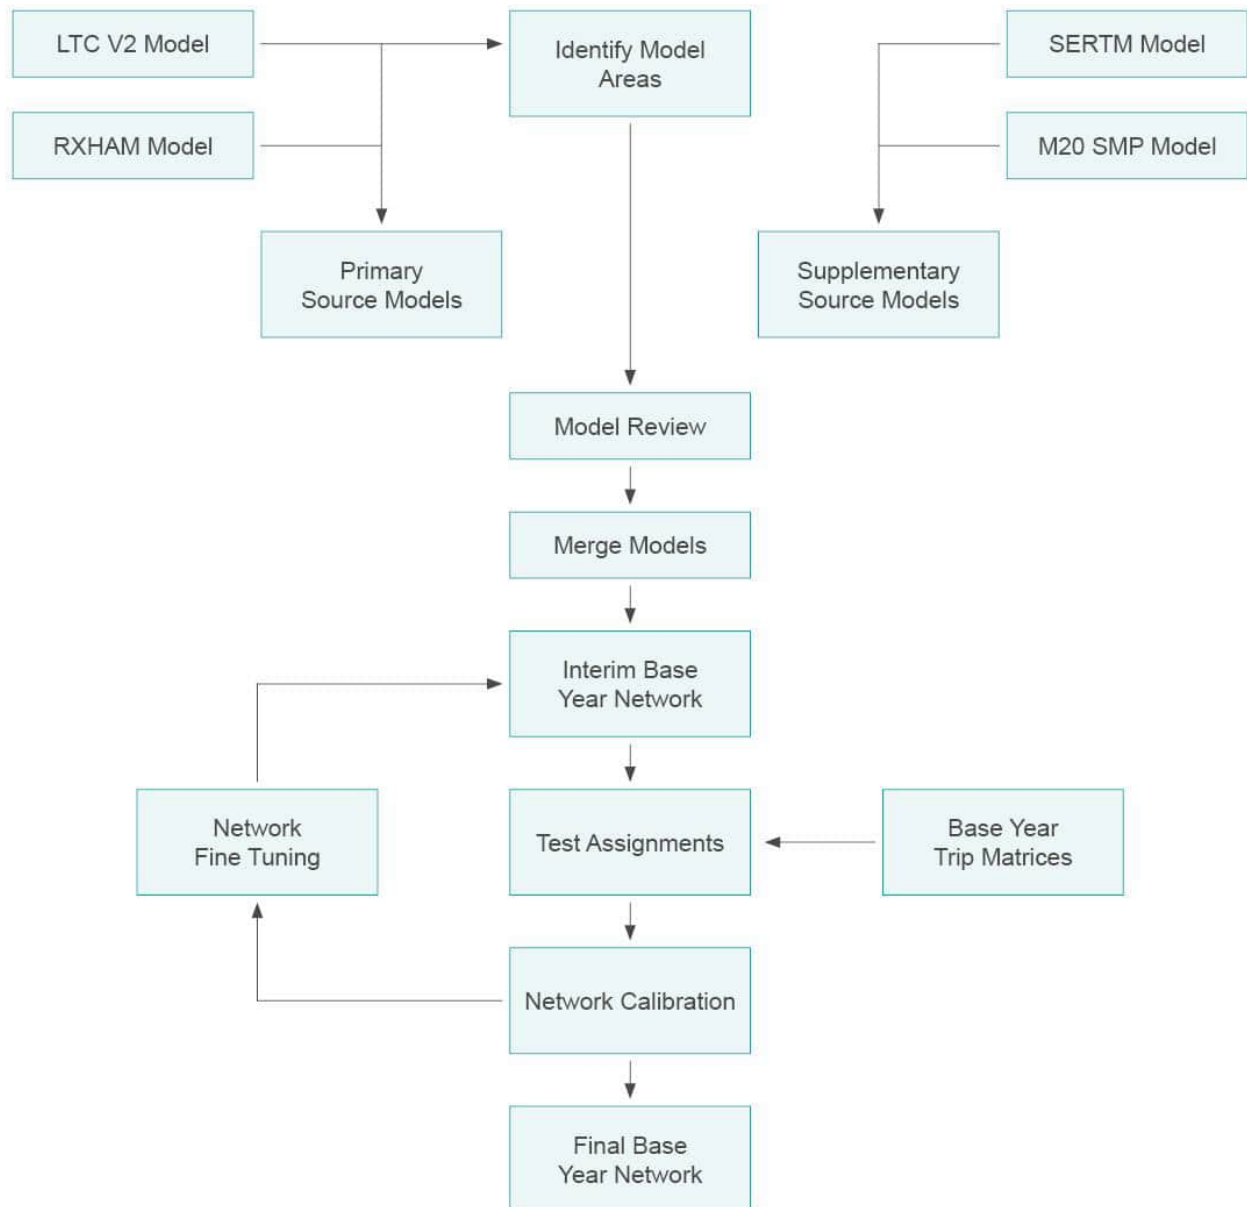 LTC V2 Model
Identify Model
Areas
SERTM Model
RXHAM Model
M20 SMP Model
Primary
Source Models
Supplementary
Source Models
Model Review
Merge Models
Interim Base
Year Network
Network
Fine Tuning
Test Assignments
Base Year
Trip Matrices
Network Calibration
Final Base
Year Network